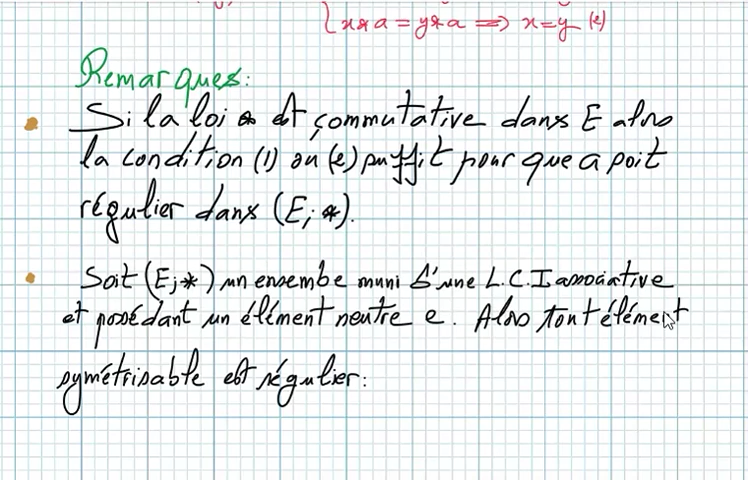 x*a = y*a ⟹ x=y (2)
Remarques:
Si la loi * est commutative dans E alors
la condition (1) ou (2) suffit pour que a soit
régulier dans (E; *).
Soit (E;*) un ensembe muni d'une L.C.I associative
et possédant un élément neutre e. Alors tout élément
symétrisable est régulier: